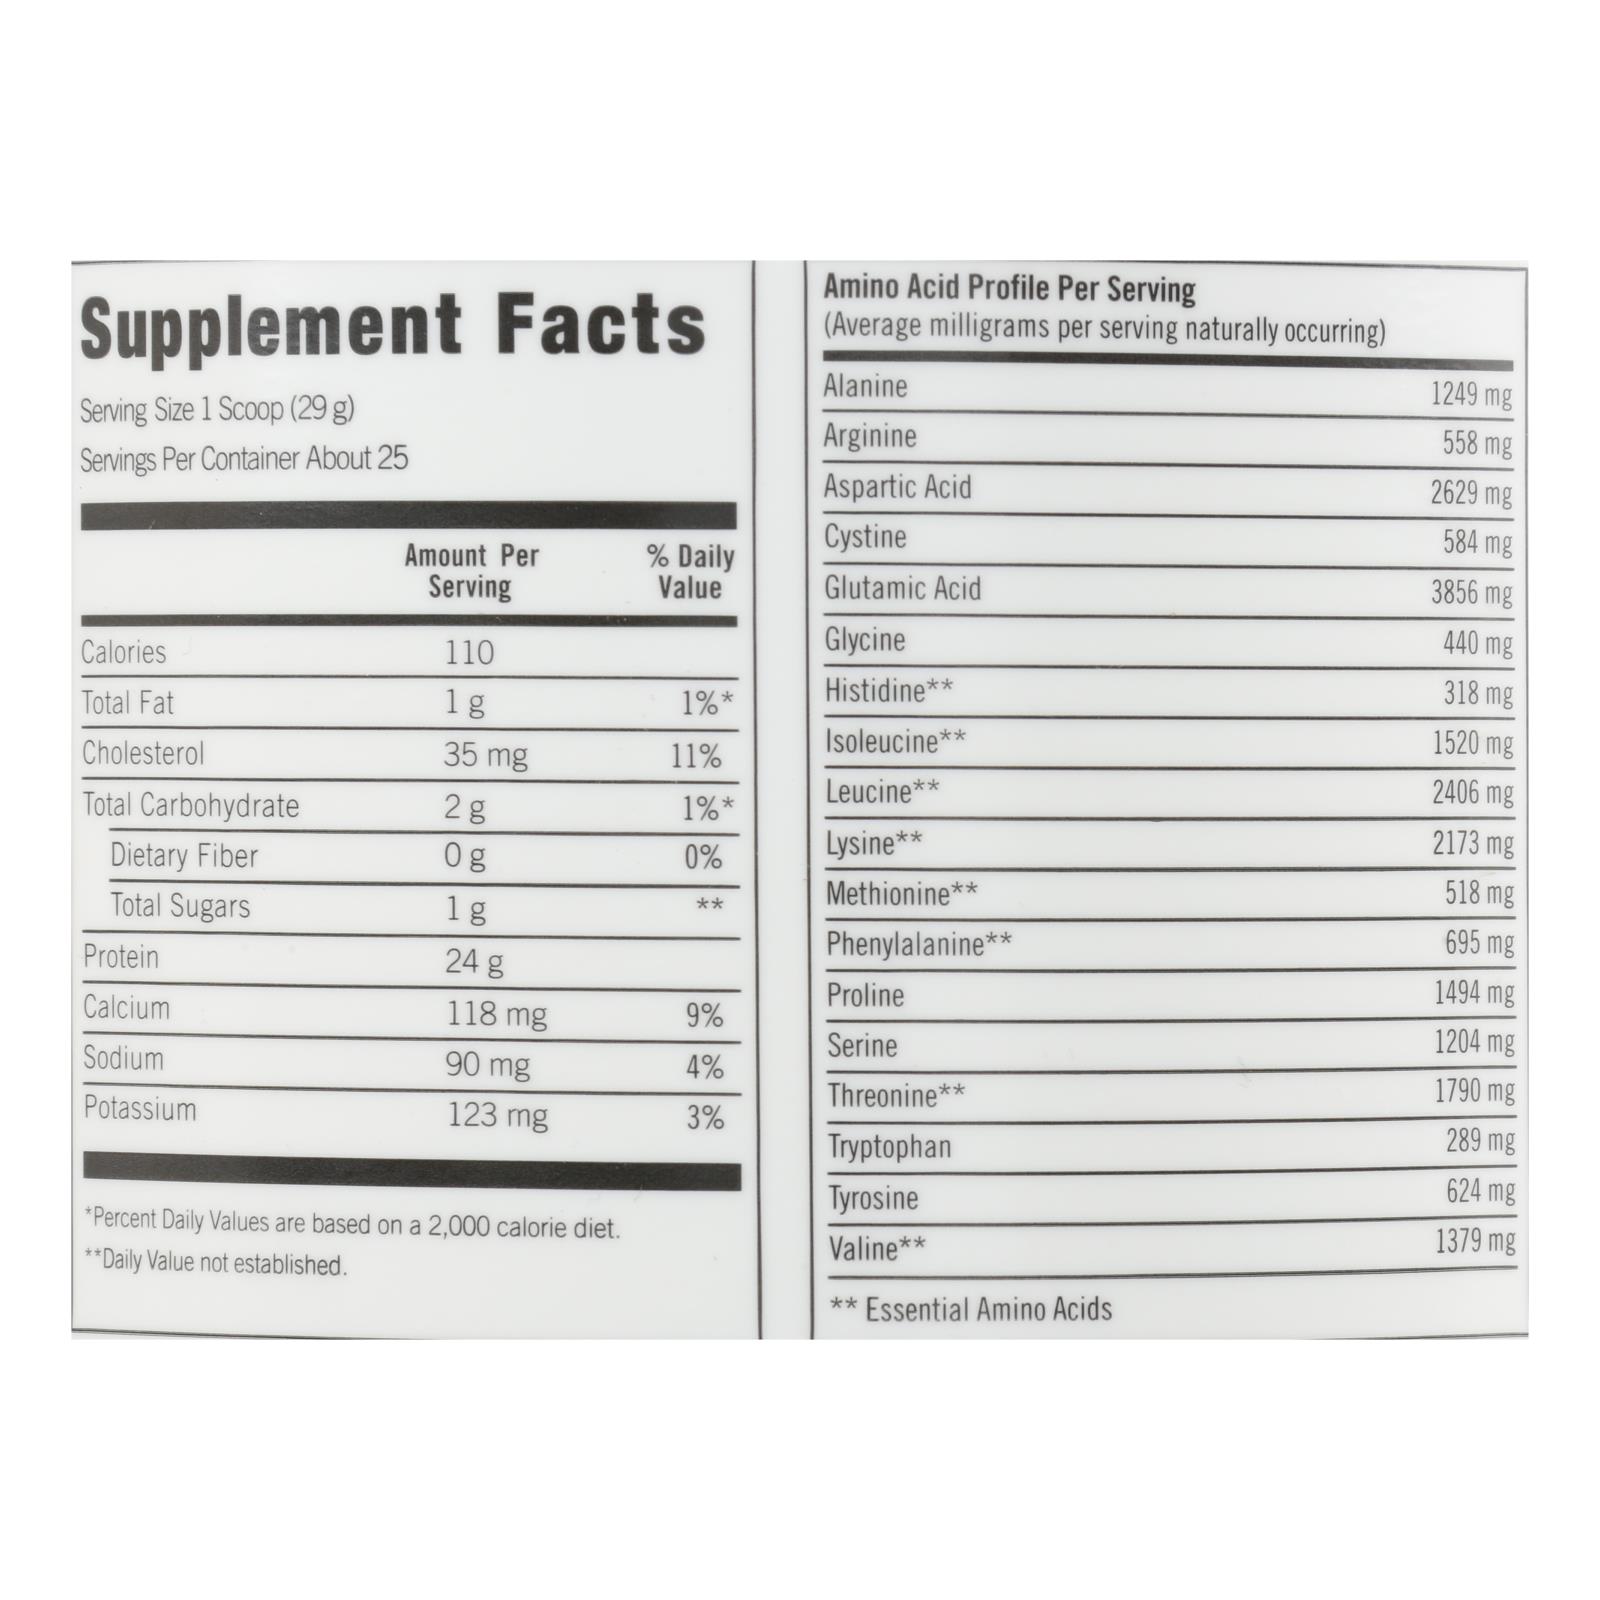 Supplement Facts
Serving Size 1 Scoop (29 g)
Servings Per Container About 25
Amount Per Serving % Daily Value
Calories 110
Total Fat 1 g 1%*
Cholesterol 35 mg 11%
Total Carbohydrate 2 g 1%*
Dietary Fiber 0 g 0%
Total Sugars 1 g **
Protein 24 g
Calcium 118 mg 9%
Sodium 90 mg 4%
Potassium 123 mg 3%
*Percent Daily Values are based on a 2,000 calorie diet.
**Daily Value not established.
Amino Acid Profile Per Serving
(Average milligrams per serving naturally occurring)
Alanine 1249 mg
Arginine 558 mg
Aspartic Acid 2629 mg
Cystine 584 mg
Glutamic Acid 3856 mg
Glycine 440 mg
Histidine** 318 mg
Isoleucine** 1520 mg
Leucine** 2406 mg
Lysine** 2173 mg
Methionine** 518 mg
Phenylalanine** 695 mg
Proline 1494 mg
Serine 1204 mg
Threonine** 1790 mg
Tryptophan 289 mg
Tyrosine 624 mg
Valine** 1379 mg
** Essential Amino Acids